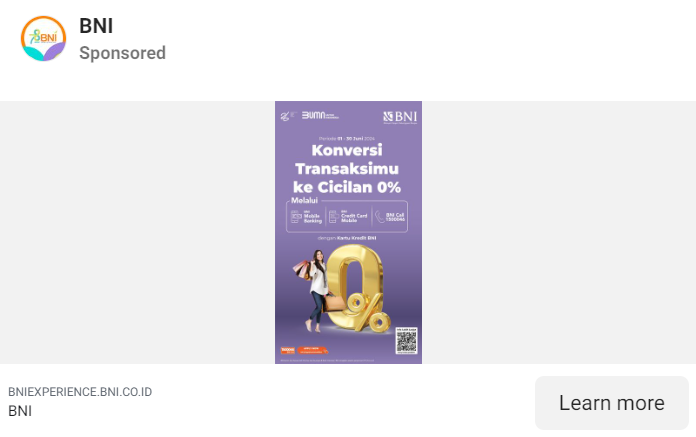 BNI
Sponsored
BUMN
BNI
Periode 01 - 30 Juni 2024
Konversi
Transaksimu
ke Cicilan 0%
Melalui
Mobile
Banking
Credit Card
Mobile
BNI Call
1500046
dengan Kartu Kredit BNI
0%
BNIEXPERIENCE.BNI.CO.ID
BNI
Learn more